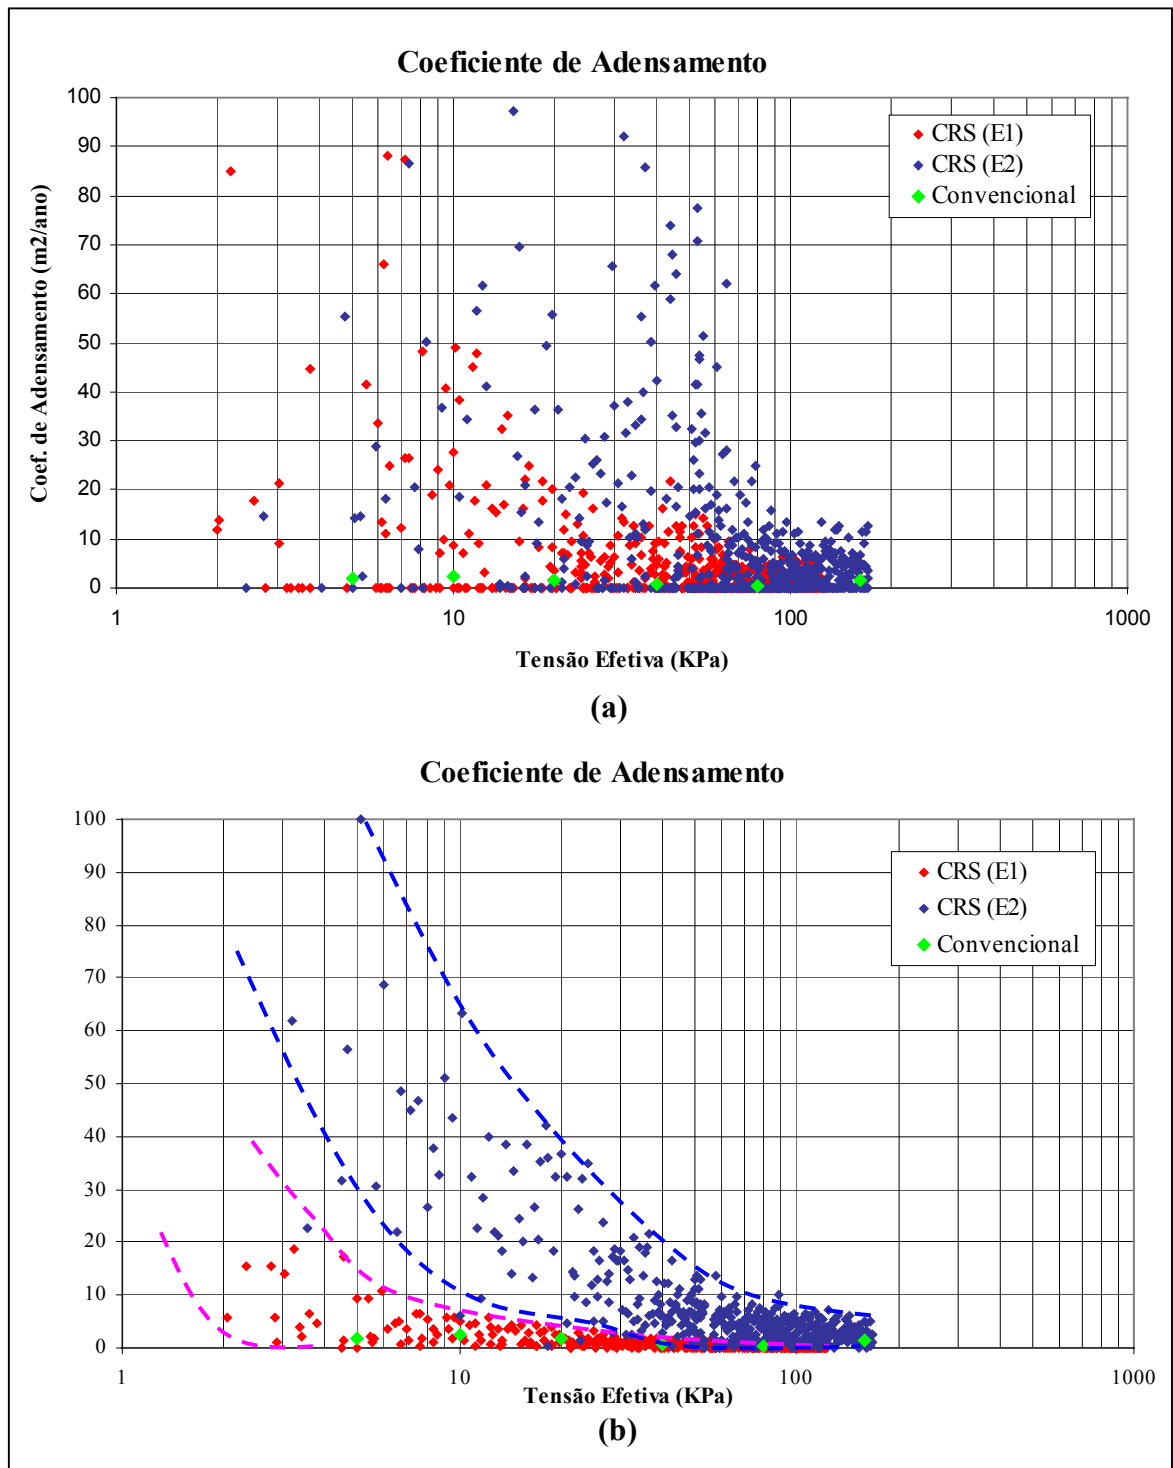 Coeficiente de Adensamento
100
90
80
70
60
50
40
30
20
10
0
Coef. de Adensamento (m2/ano)
CRS (E1)
CRS (E2)
Convencional
1 10 100 1000
Tensão Efetiva (KPa)
(a)
Coeficiente de Adensamento
100
90
80
70
60
50
40
30
20
10
0
CRS (E1)
CRS (E2)
Convencional
1 10 100 1000
Tensão Efetiva (KPa)
(b)